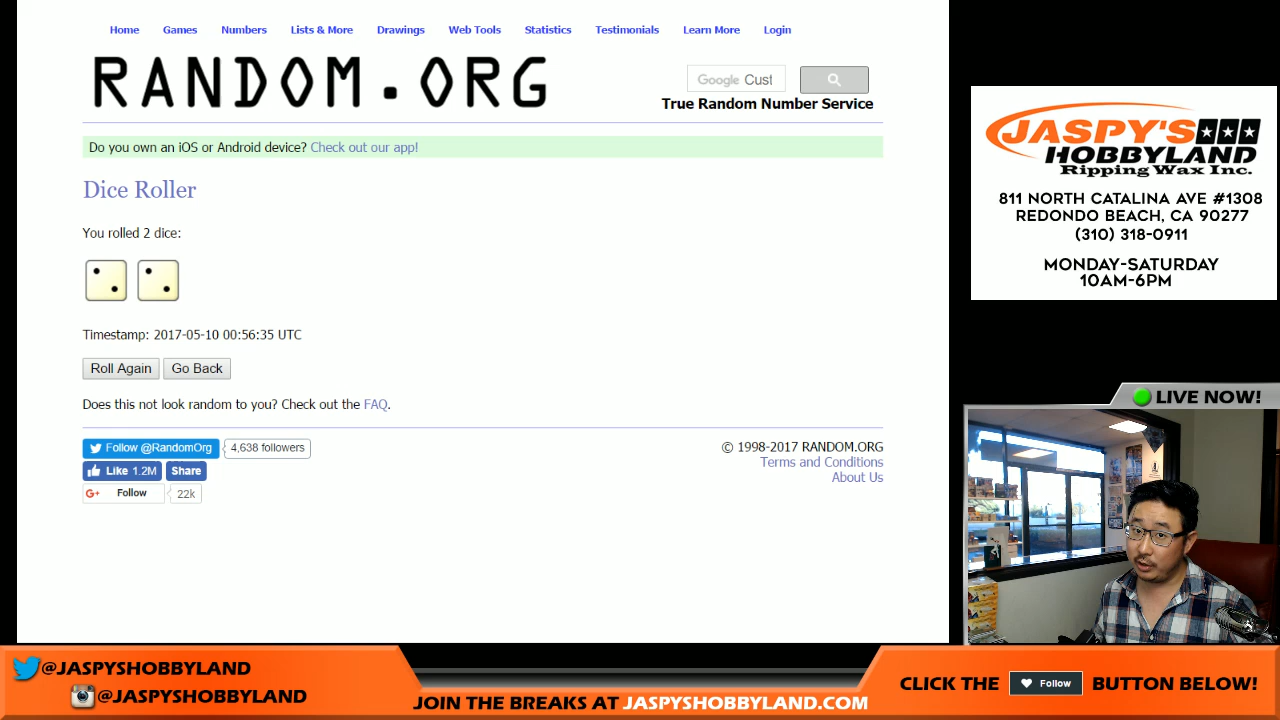 Home Games Numbers Lists & More Drawings Web Tools Statistics Testimonials Learn More Login
RANDOM.ORG
Google Cust
True Random Number Service
Do you own an iOS or Android device? Check out our app!
Dice Roller
You rolled 2 dice:
Timestamp: 2017-05-10 00:56:35 UTC
Roll Again Go Back
Does this not look random to you? Check out the FAQ.
Follow @RandomOrg 4,638 followers
Like 1.2M Share
G+ Follow 22k
© 1998-2017 RANDOM.ORG
Terms and Conditions
About Us
JASPY'S
HOBBYLAND
Ripping Wax Inc.
811 NORTH CATALINA AVE #1308
REDONDO BEACH, CA 90277
(310) 318-0911
MONDAY-SATURDAY
10AM-6PM
LIVE NOW!
@JASPYSHOBBYLAND
@JASPYSHOBBYLAND
JOIN THE BREAKS AT JASPYSHOBBYLAND.COM
CLICK THE Follow BUTTON BELOW!